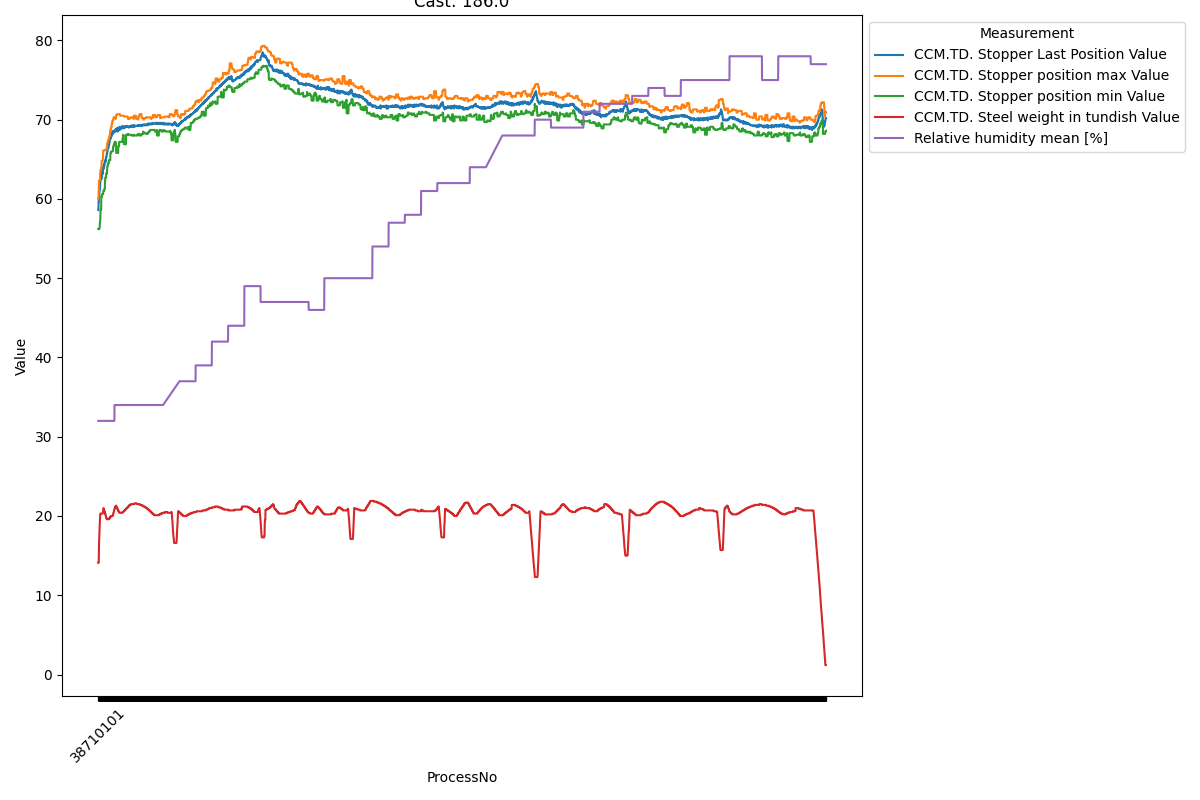 Cast: 186.0
Measurement
CCM.TD. Stopper Last Position Value
CCM.TD. Stopper position max Value
CCM.TD. Stopper position min Value
CCM.TD. Steel weight in tundish Value
Relative humidity mean [%]
80
70
60
50
40
30
20
10
0
Value
38710101
ProcessNo